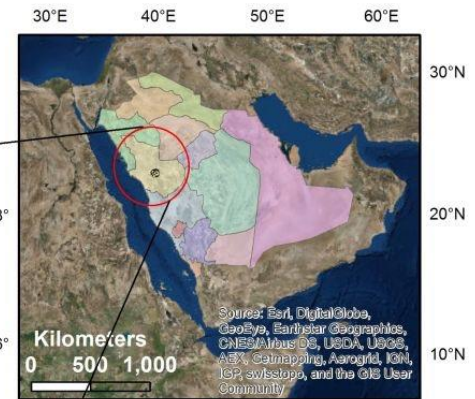 30°E 40°E 50°E 60°E
30°N
20°N
10°N
Kilometers
0 500 1,000
Source: Esri, DigitalGlobe,
GeoEye, Earthstar Geographics,
CNES/Airbus DS, USDA, USGS,
AEX, Getmapping, Aerogrid, IGN,
IGP, swisstopo, and the GIS User
Community